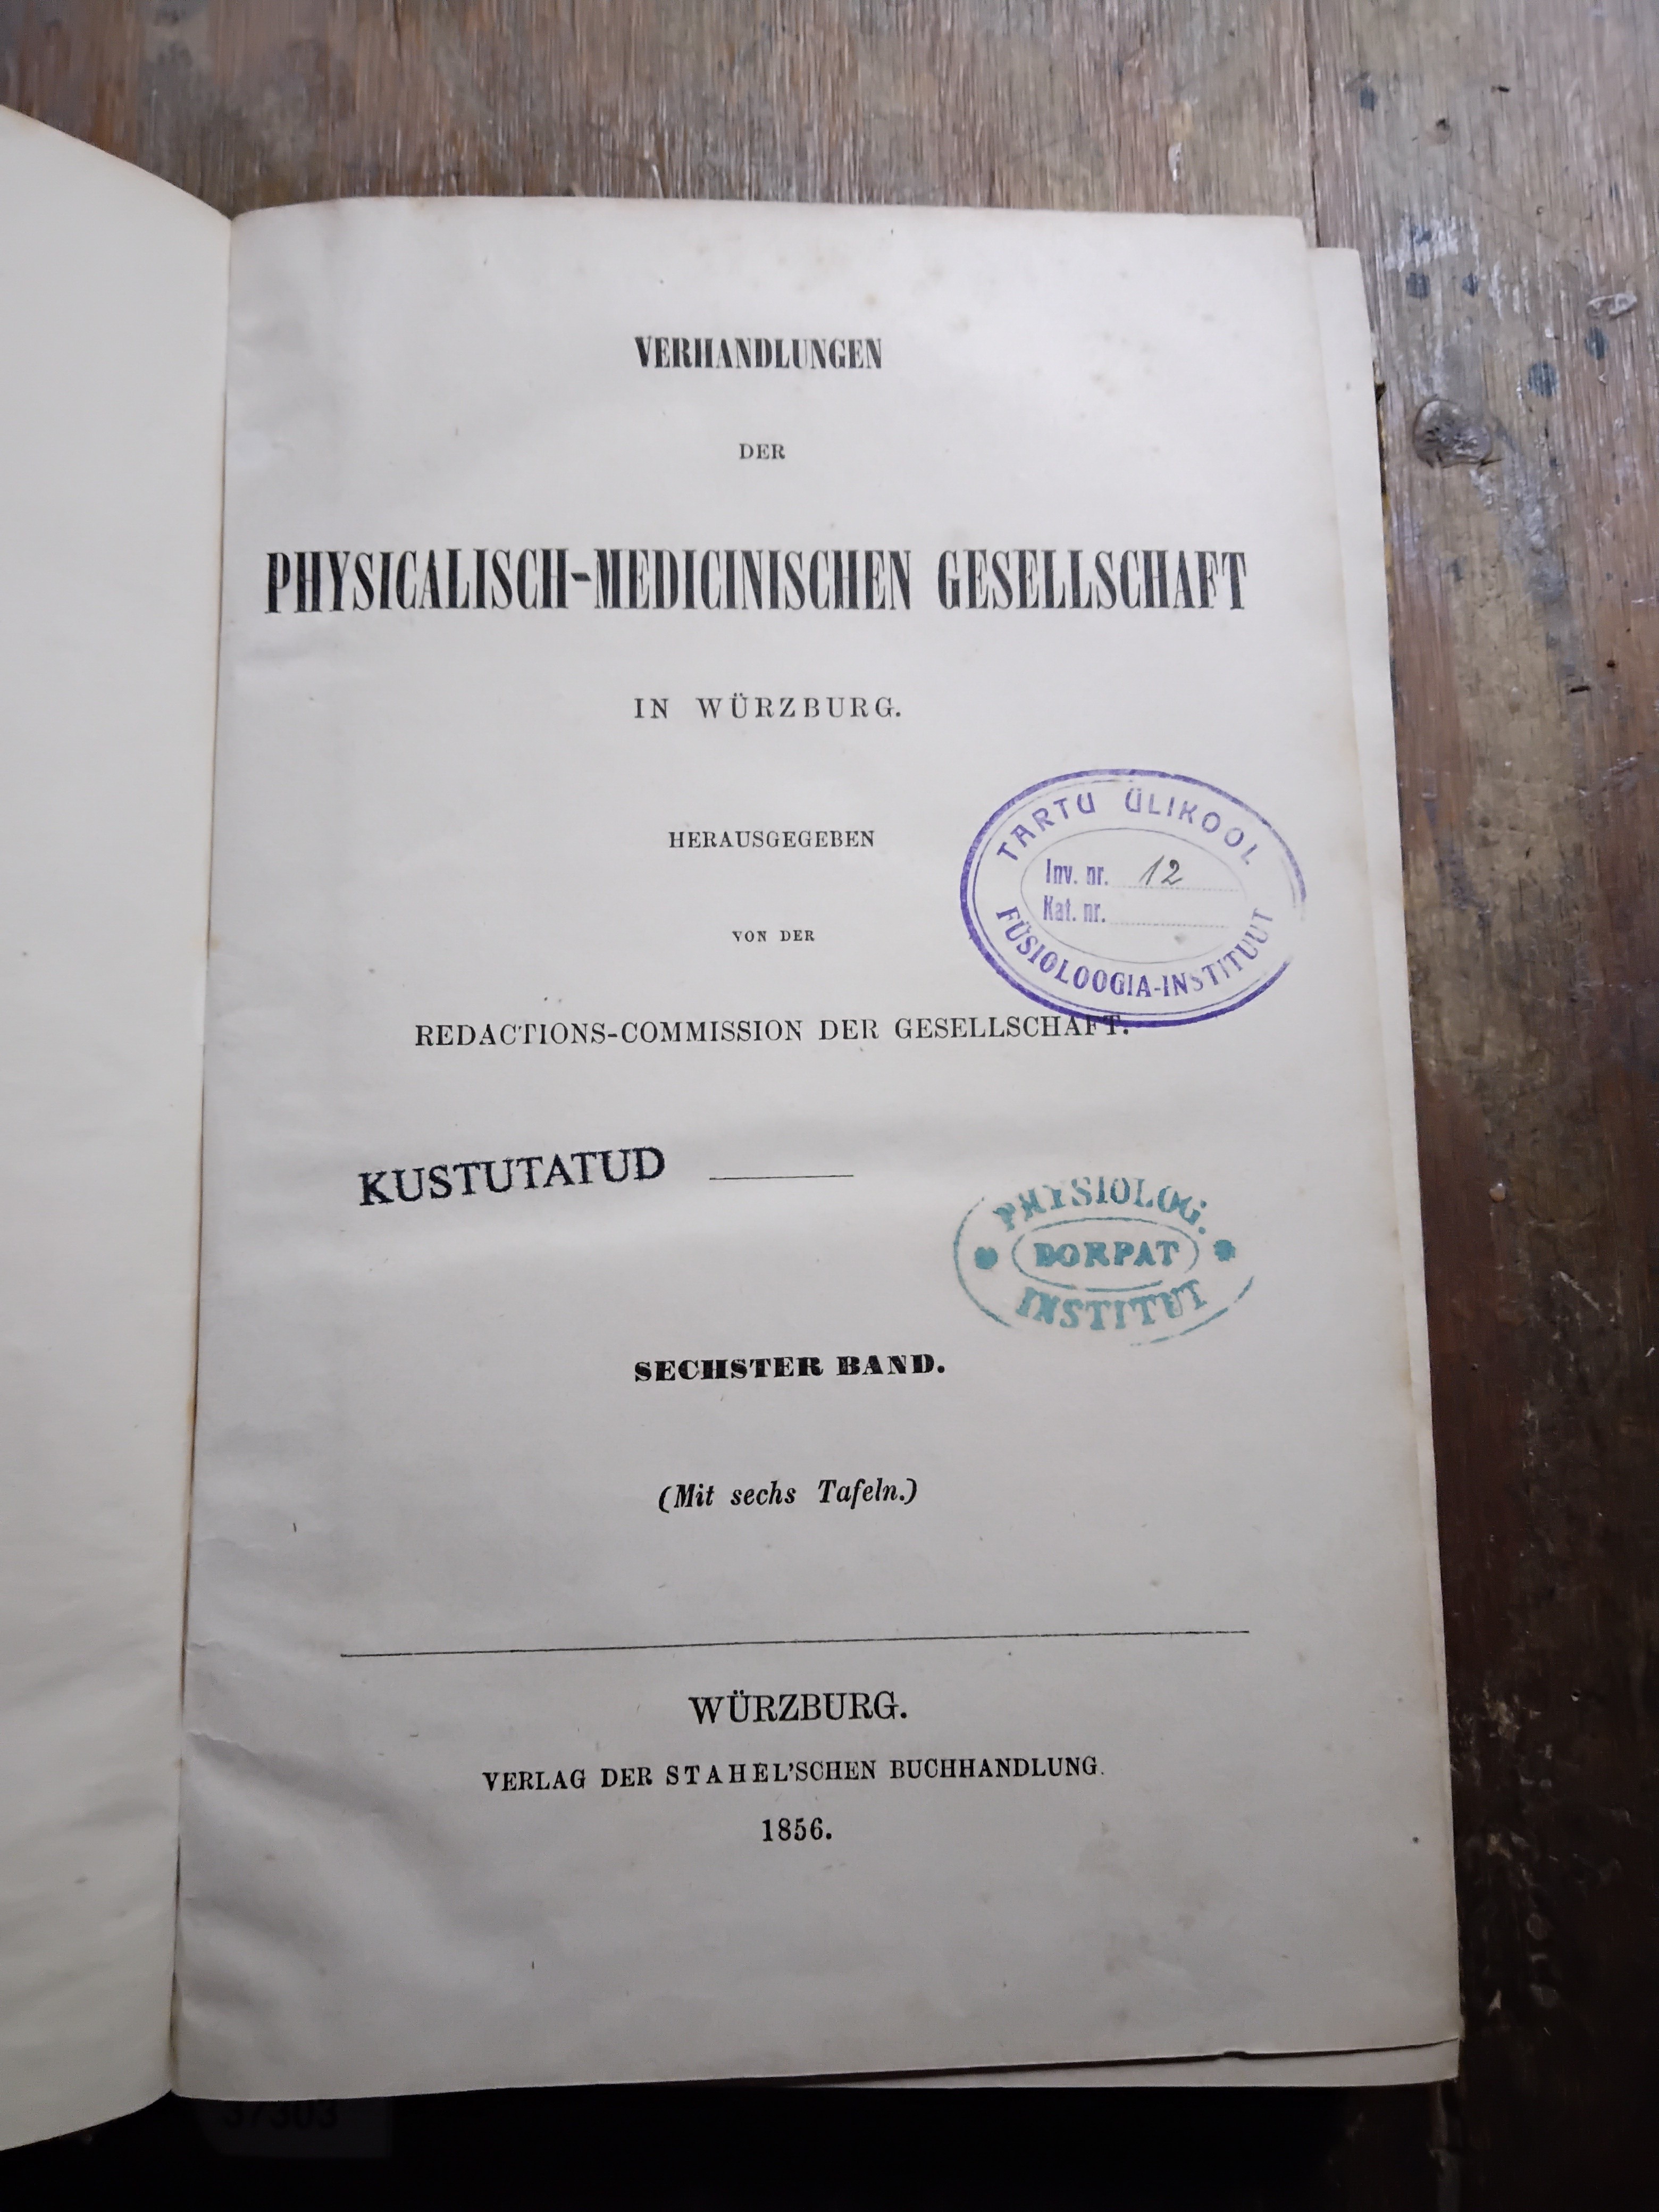 VERHANDLUNGEN
DER
PHYSICALISCH-MEDICINISCHEN GESELLSCHAFT
IN WÜRZBURG.
HERAUSGEGEBEN
VON DER
REDACTIONS-COMMISSION DER GESELLSCHAFT.
TARTU ÜLIKOOL
Inv. nr. 12
Kat. nr.
FÜSIOLOOGIA-INSTITUUT
KUSTUTATUD
PHYSIOLOG.
DORPAT
INSTITUT
SECHSTER BAND.
(Mit sechs Tafeln.)
WÜRZBURG.
VERLAG DER STAHEL'SCHEN BUCHHANDLUNG.
1856.
37303